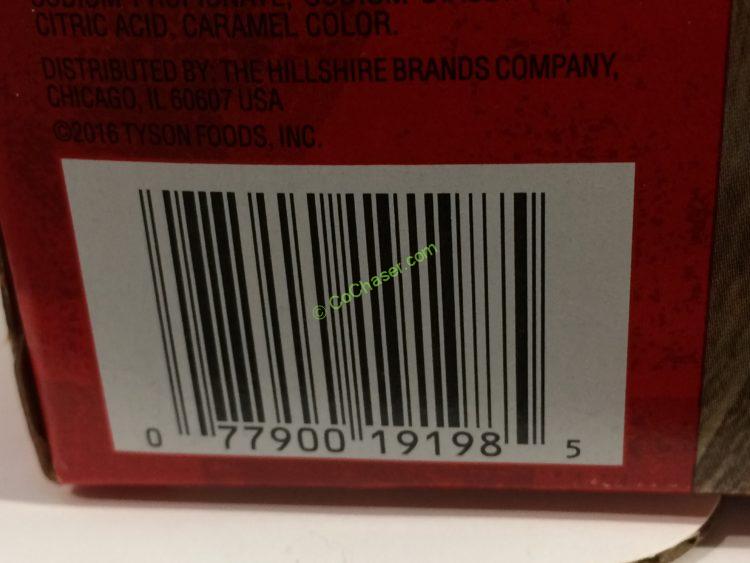 CITRIC ACID, CARAMEL COLOR.
DISTRIBUTED BY: THE HILLSHIRE BRANDS COMPANY,
CHICAGO, IL 60607 USA
©2016 TYSON FOODS, INC.
© CoChaser.com
0 77900 19198 5